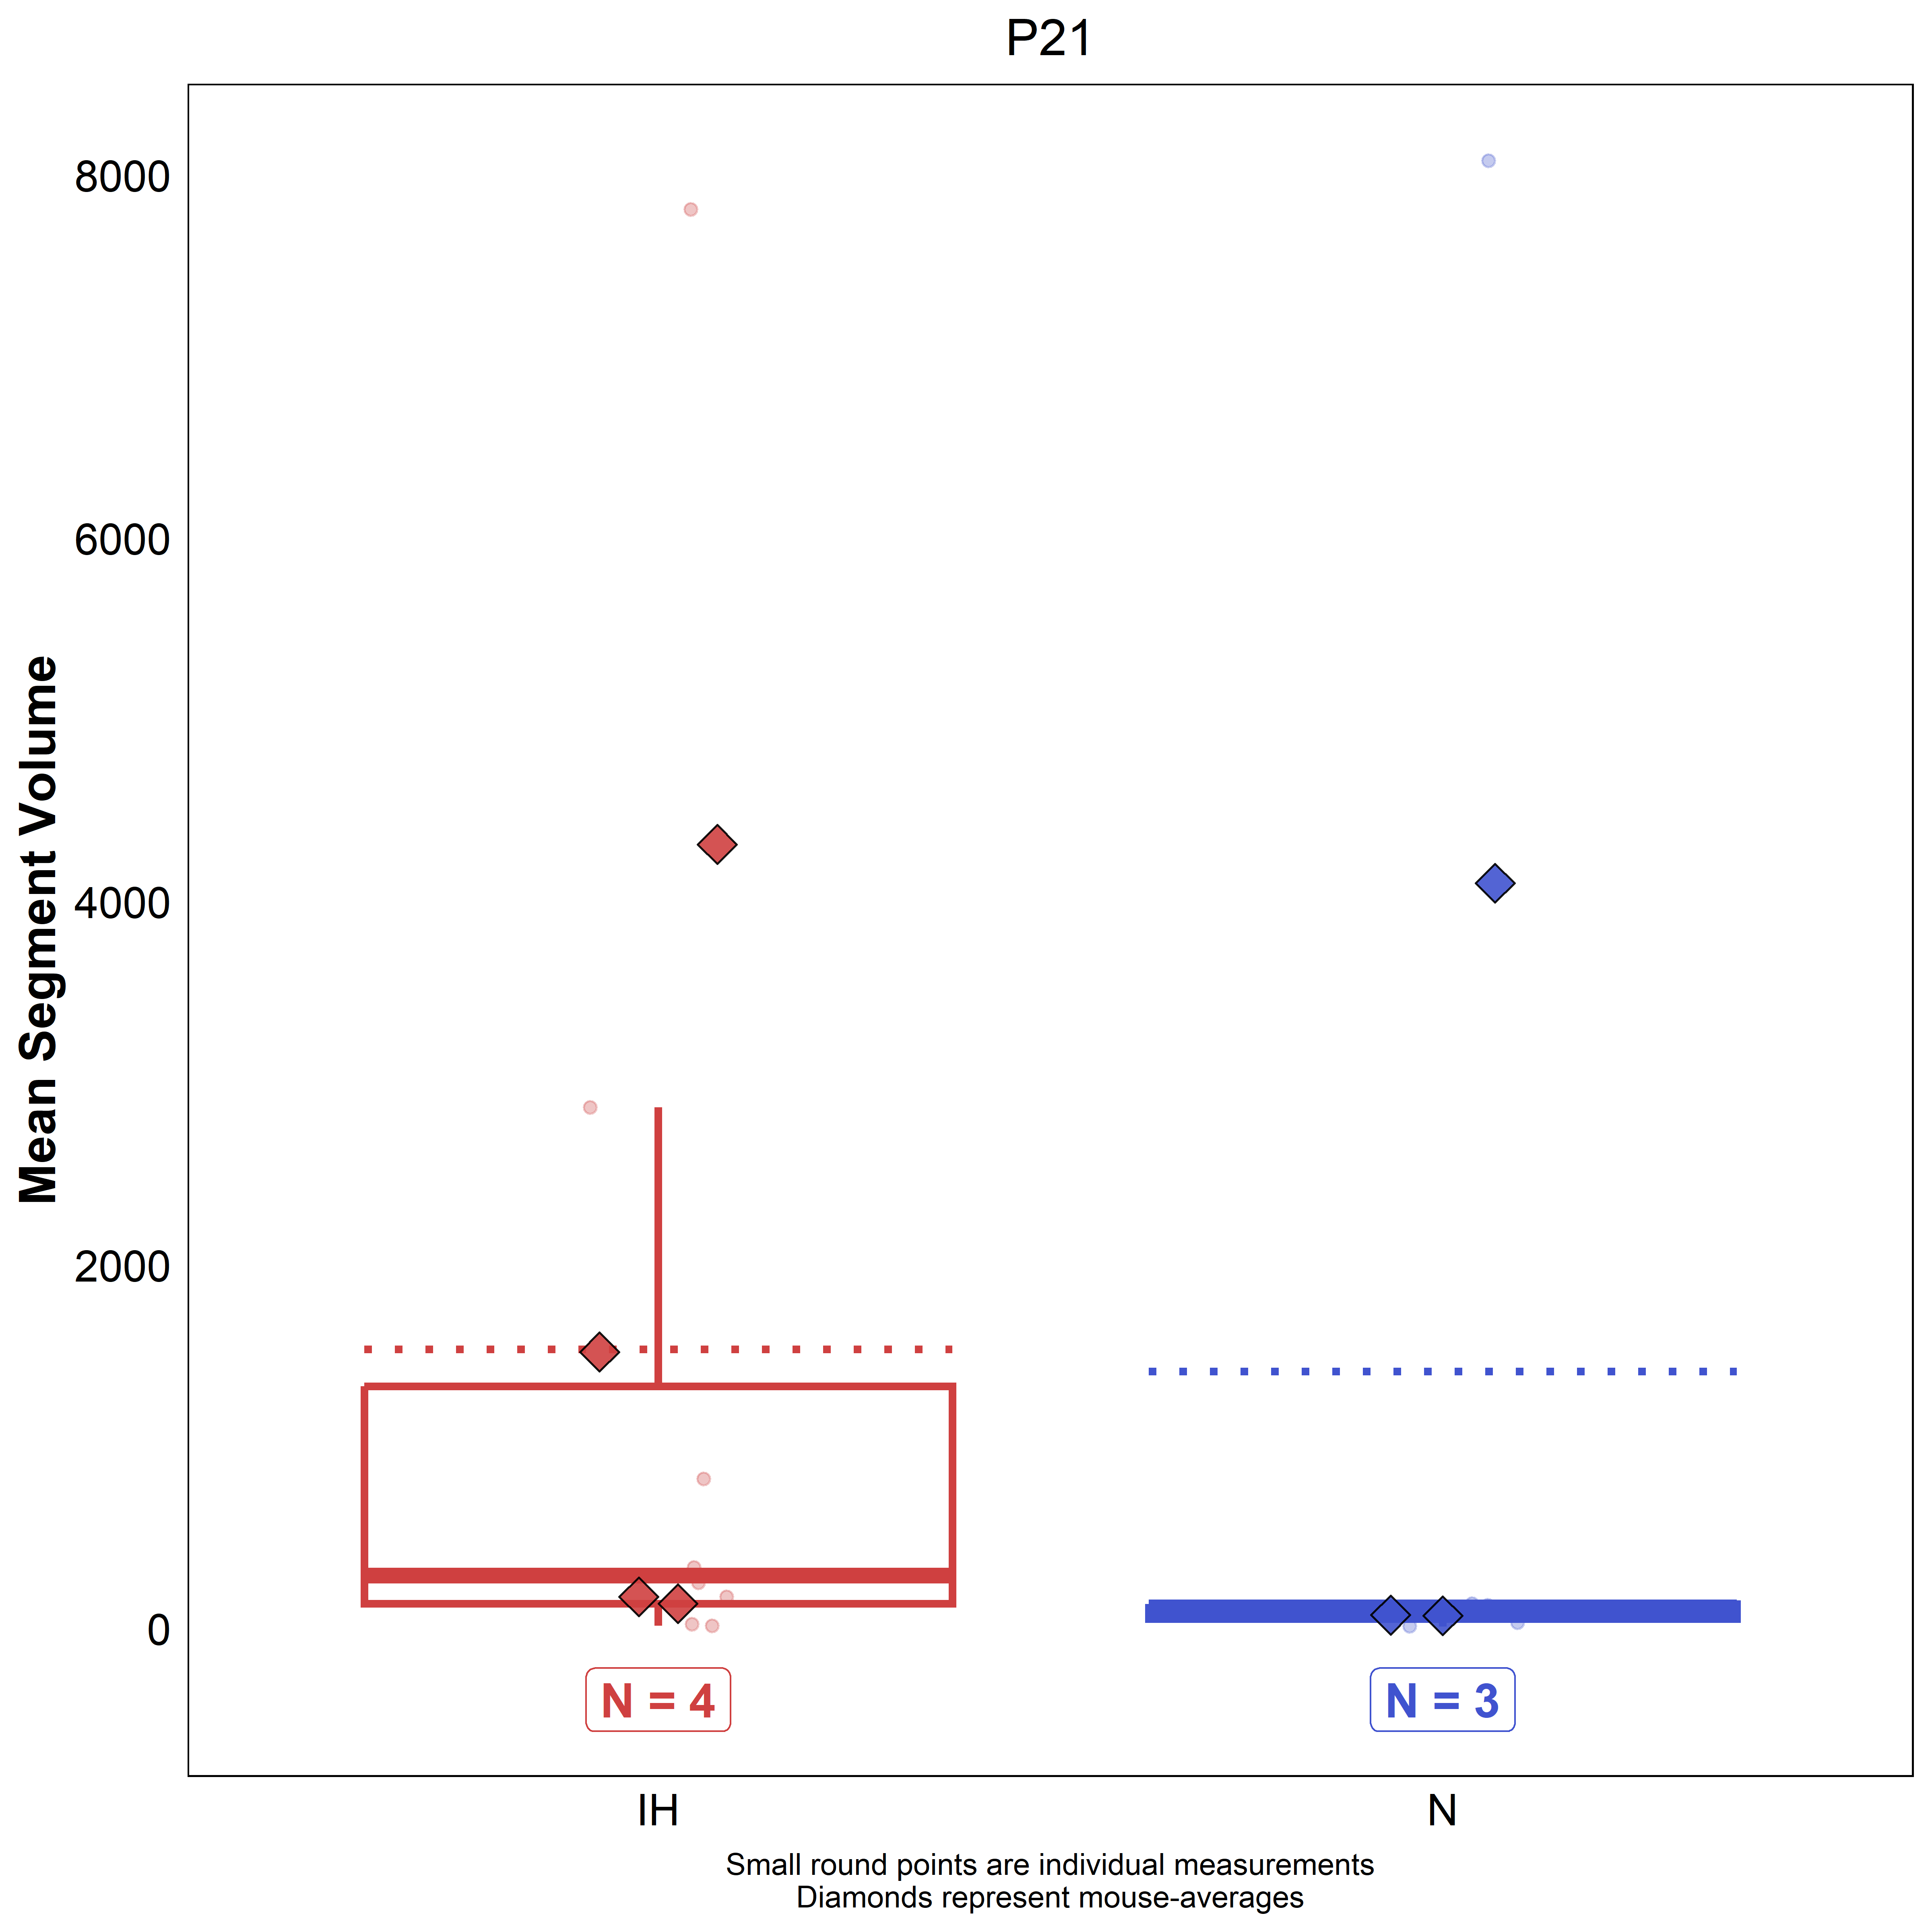 P21
8000
6000
4000
2000
0
Mean Segment Volume
N = 4
N = 3
IH
N
Small round points are individual measurements
Diamonds represent mouse-averages